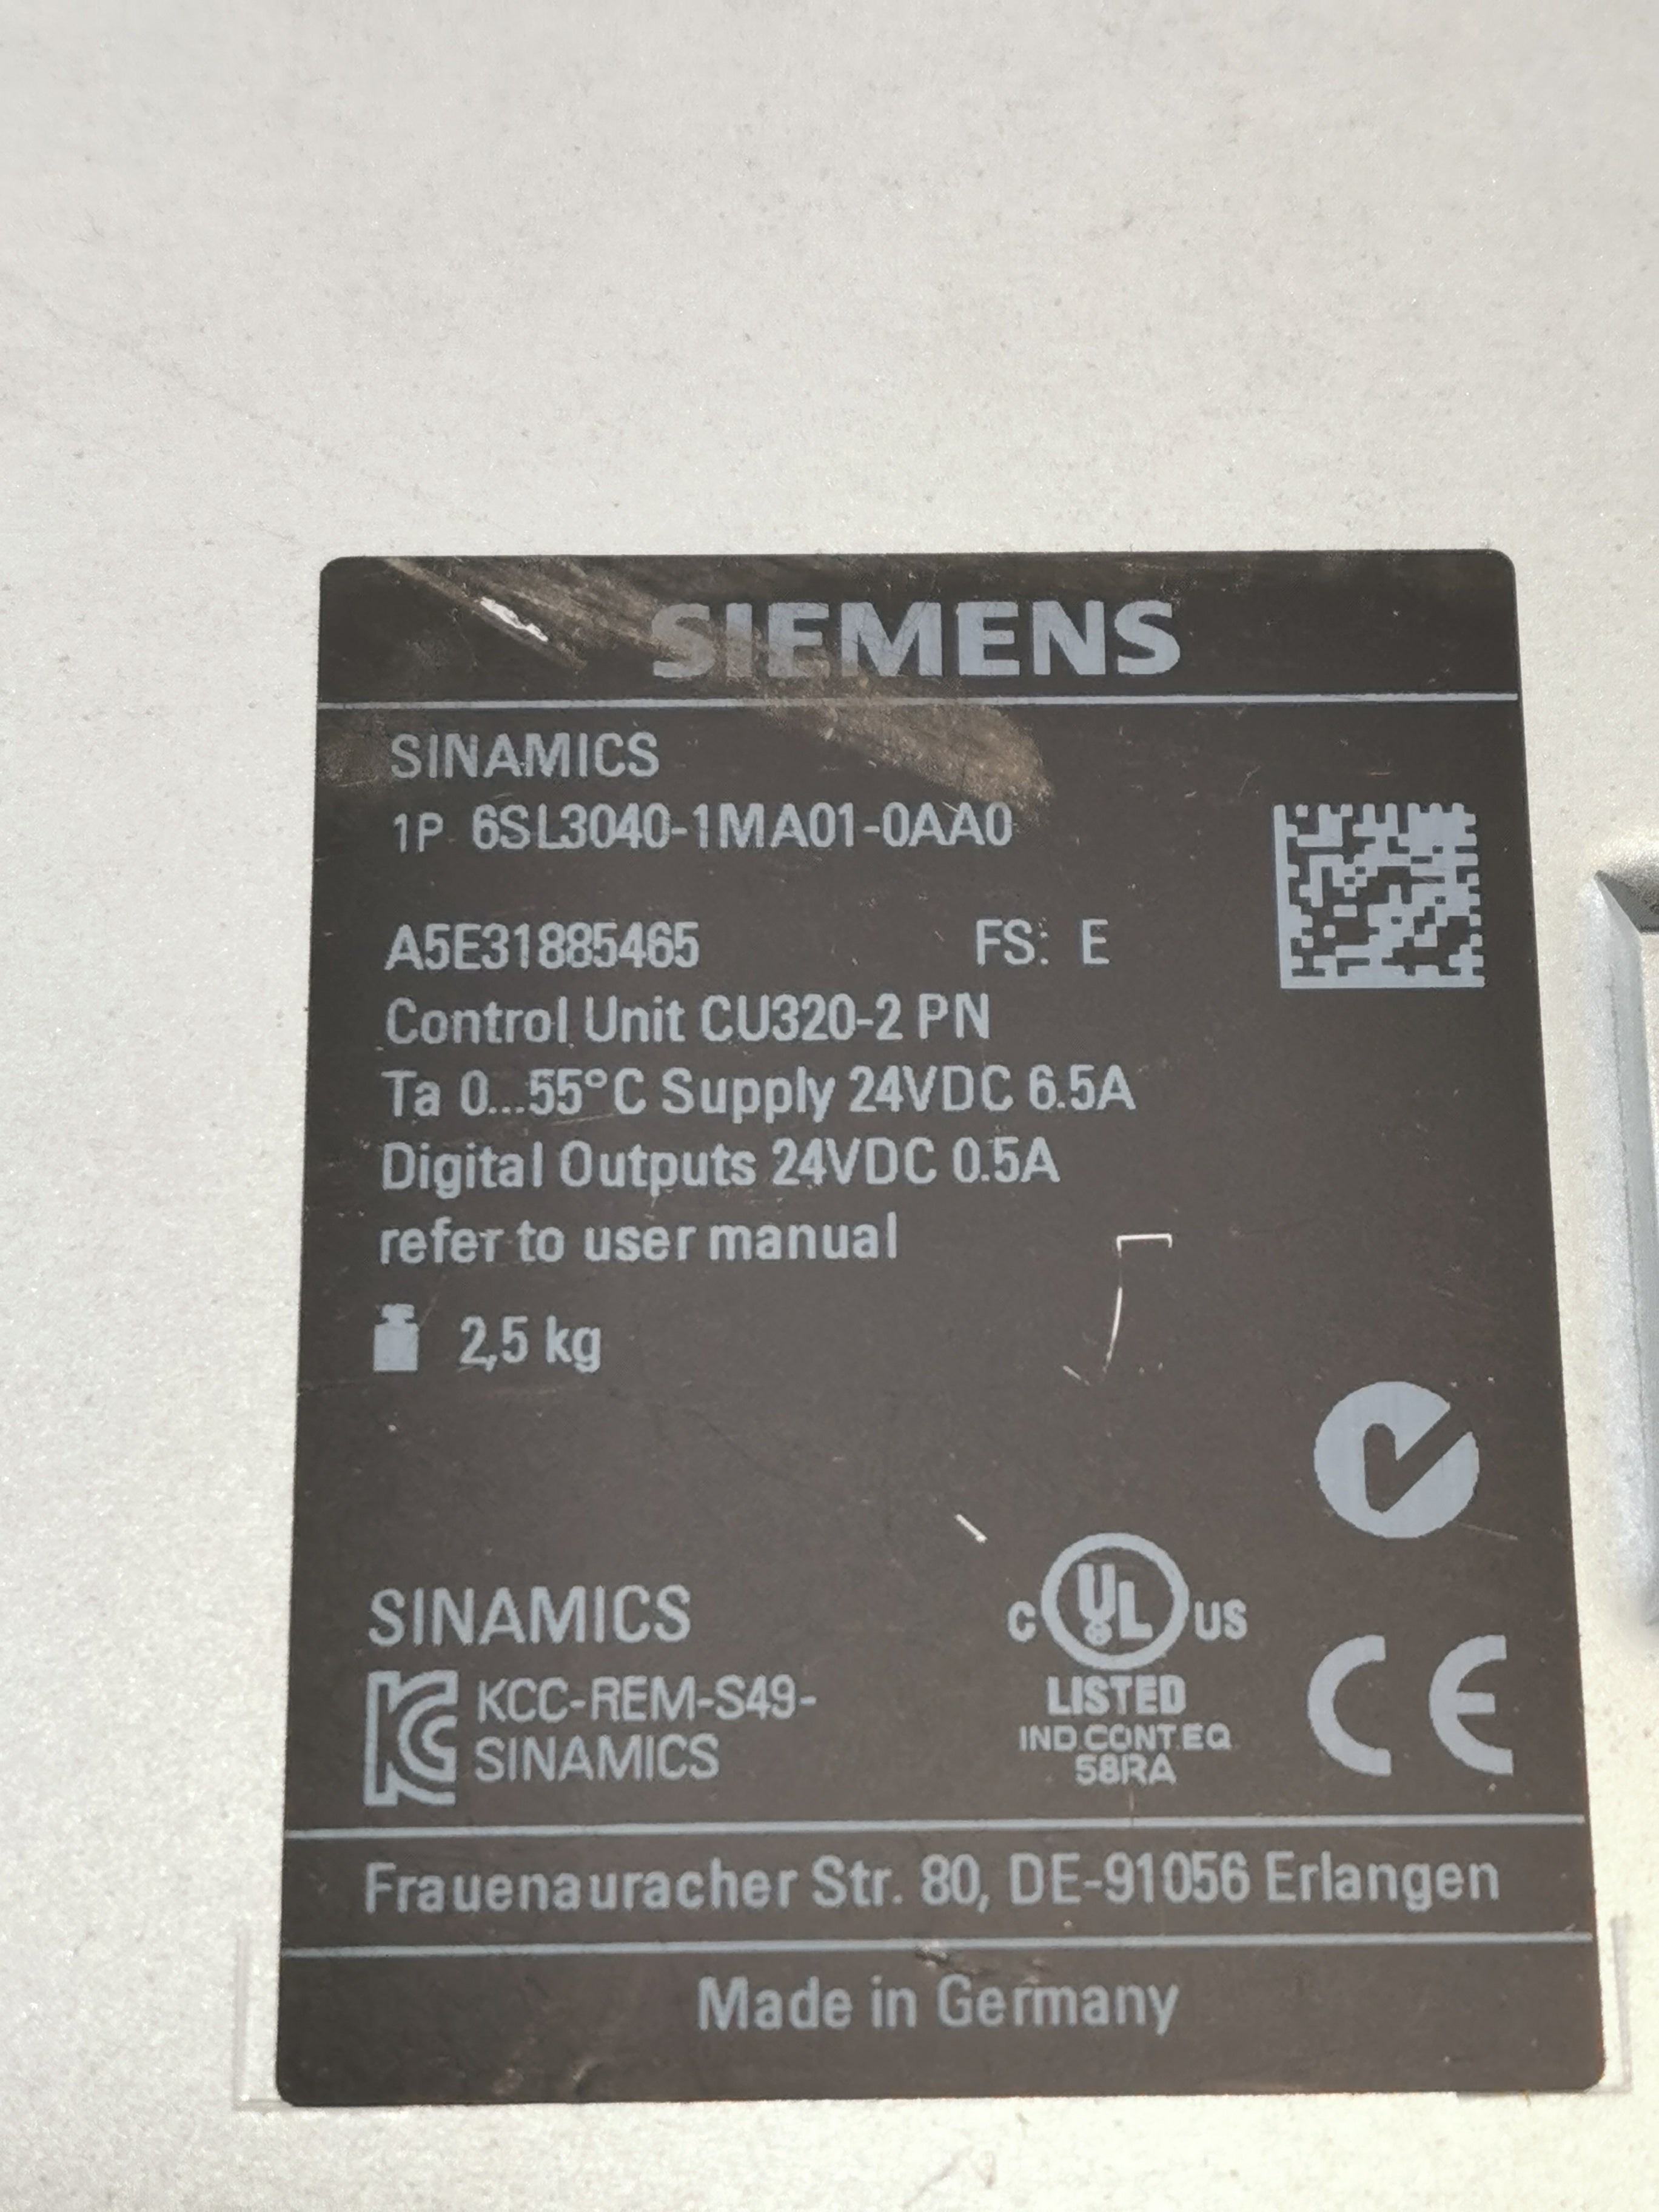 SIEMENS
SINAMICS
1P 6SL3040-1MA01-0AA0
A5E31885465 FS: E
Control Unit CU320-2 PN
Ta 0...55°C Supply 24VDC 6.5A
Digital Outputs 24VDC 0.5A
refer to user manual
2,5 kg
SINAMICS
KCC-REM-S49-
SINAMICS
C UL US
LISTED
IND.CONT.EQ
58RA
CE
Frauenauracher Str. 80, DE-91056 Erlangen
Made in Germany